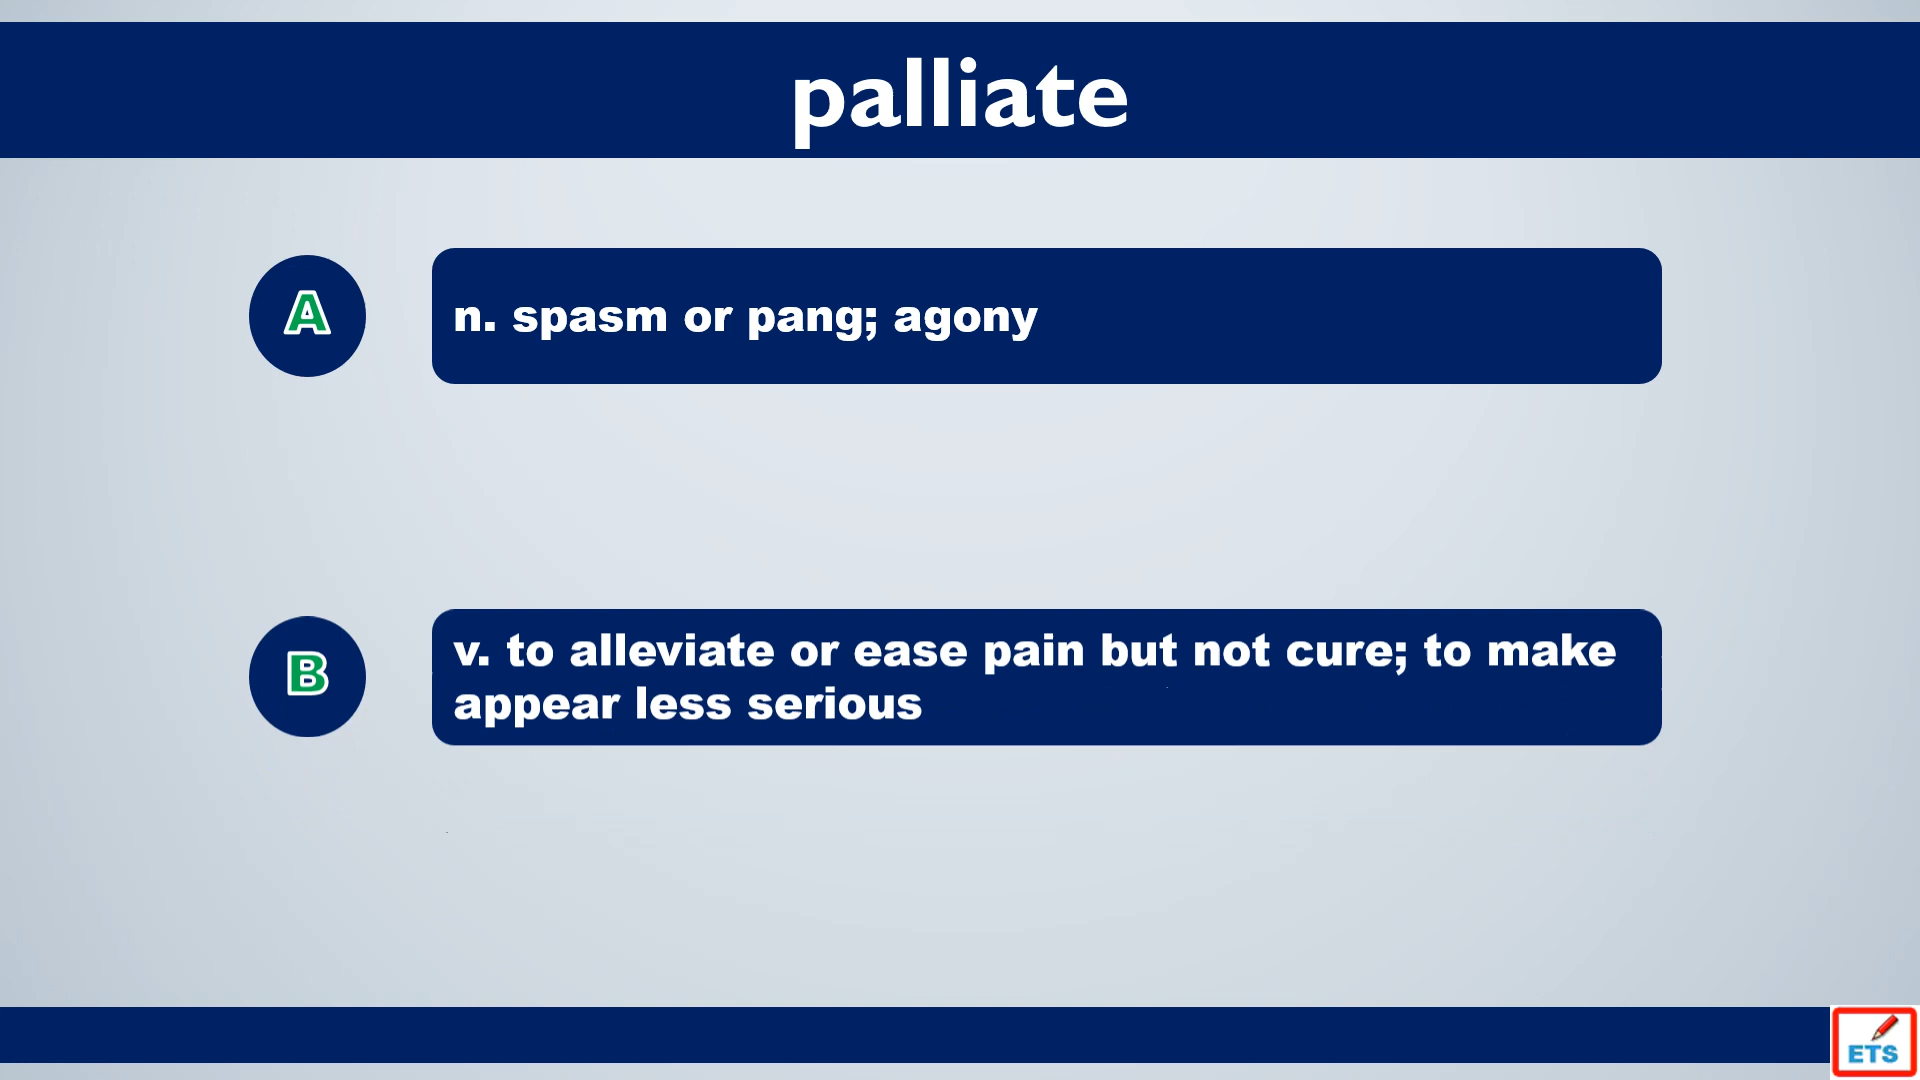 palliate
A
n. spasm or pang; agony
B
v. to alleviate or ease pain but not cure; to make
appear less serious
ETS